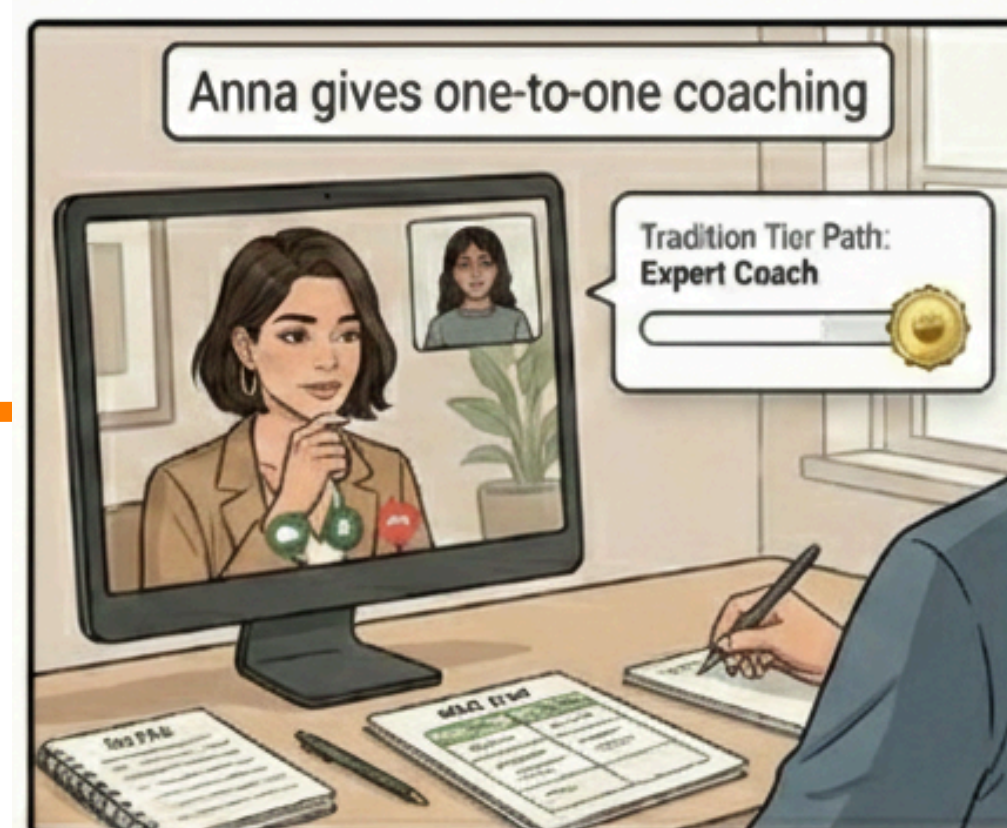 Anna gives one-to-one coaching
Tradition Tier Path:
Expert Coach